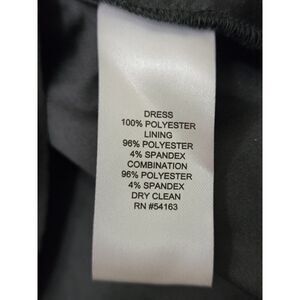 DRESS
100% POLYESTER
LINING
96% POLYESTER
4% SPANDEX
COMBINATION
96% POLYESTER
4% SPANDEX
DRY CLEAN
RN #54163